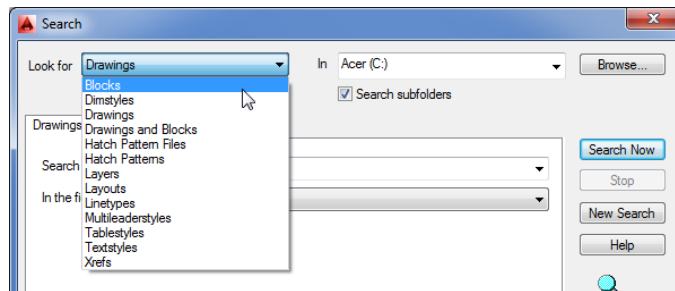 Search
Look for Drawings In Acer (C:) Browse...
Search subfolders
Blocks
Dimstyles
Drawings
Drawings and Blocks
Hatch Pattern Files
Hatch Patterns
Layers
Layouts
Linetypes
Multileaderstyles
Tablestyles
Textstyles
Xrefs
Drawings
Search
In the fi
Search Now
Stop
New Search
Help